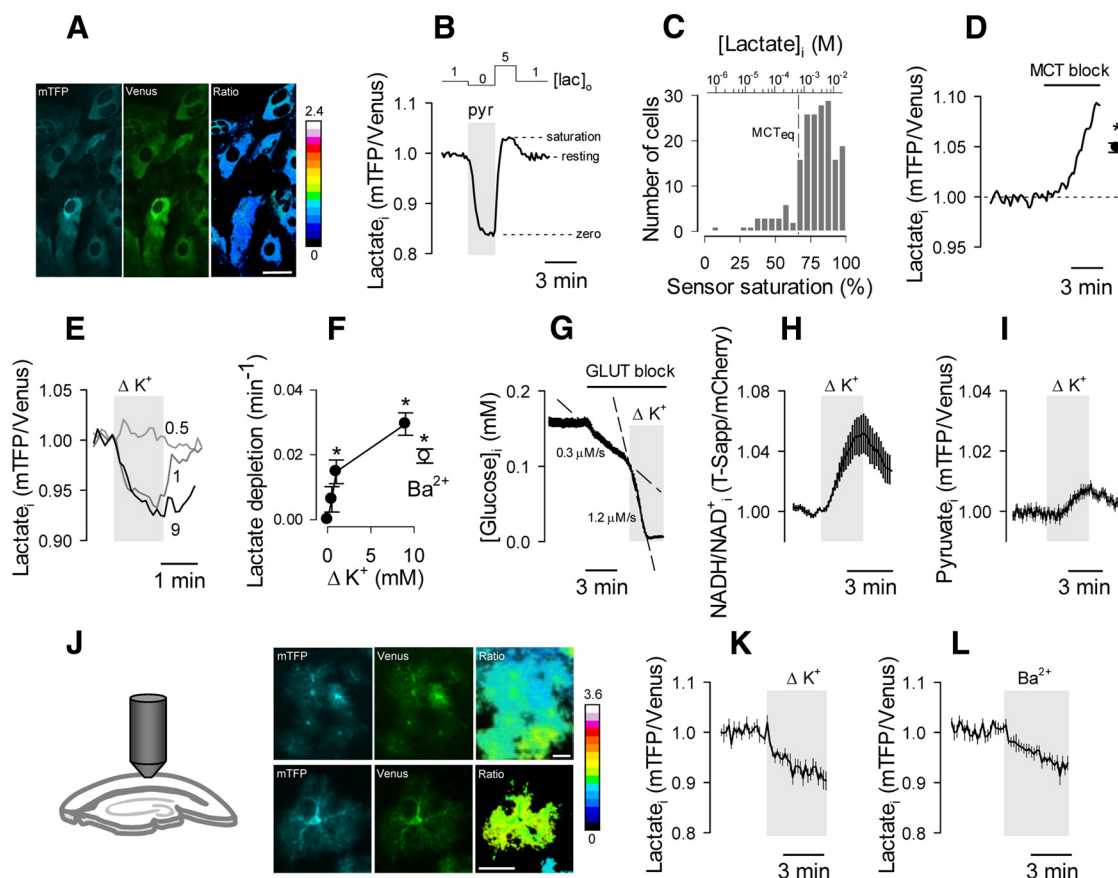 A
mTFP
Venus
Ratio
2.4
0
B
1
0
5
1
[lac]o
pyr
Lactatei (mTFP/Venus)
1.1
1.0
0.9
0.8
saturation
resting
zero
3 min
C
[Lactate]i (M)
10-6
10-5
10-4
10-3
10-2
MCTeq
Number of cells
30
20
10
0
0
25
50
75
100
Sensor saturation (%)
D
MCT block
Lactatei (mTFP/Venus)
1.10
1.05
1.00
0.95
*
3 min
E
Δ K+
Lactatei (mTFP/Venus)
1.05
1.00
0.95
0.90
0.5
1
9
1 min
F
Lactate depletion (min-1)
0.04
0.02
0.00
*
*
*
Ba2+
0
5
10
Δ K+ (mM)
G
GLUT block
Δ K+
[Glucose]i (mM)
0.2
0.1
0.0
0.3 μM/s
1.2 μM/s
3 min
H
Δ K+
NADH/NAD+i (T-Sapp/mCherry)
1.08
1.04
1.00
3 min
I
Δ K+
Pyruvatei (mTFP/Venus)
1.04
1.02
1.00
3 min
J
mTFP
Venus
Ratio
mTFP
Venus
Ratio
3.6
0
K
Δ K+
Lactatei (mTFP/Venus)
1.1
1.0
0.9
0.8
3 min
L
Ba2+
Lactatei (mTFP/Venus)
1.1
1.0
0.9
0.8
3 min